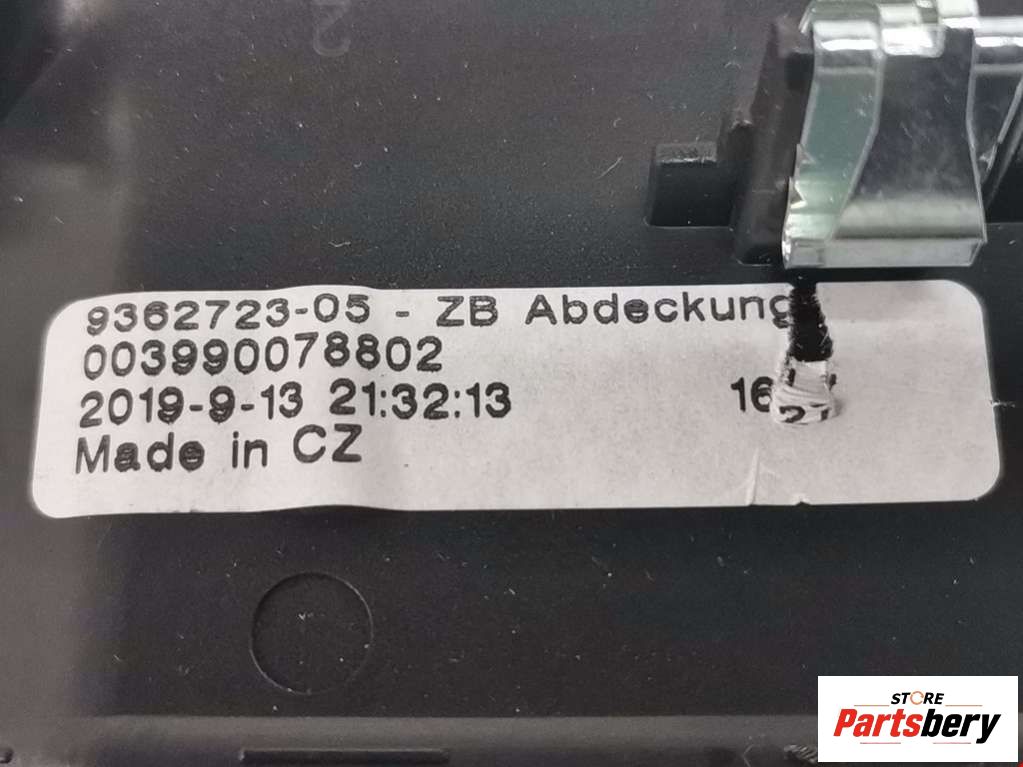 9362723-05 - ZB Abdeckung
003990078802
2019-9-13 21:32:13
Made in CZ
STORE
Partsbery